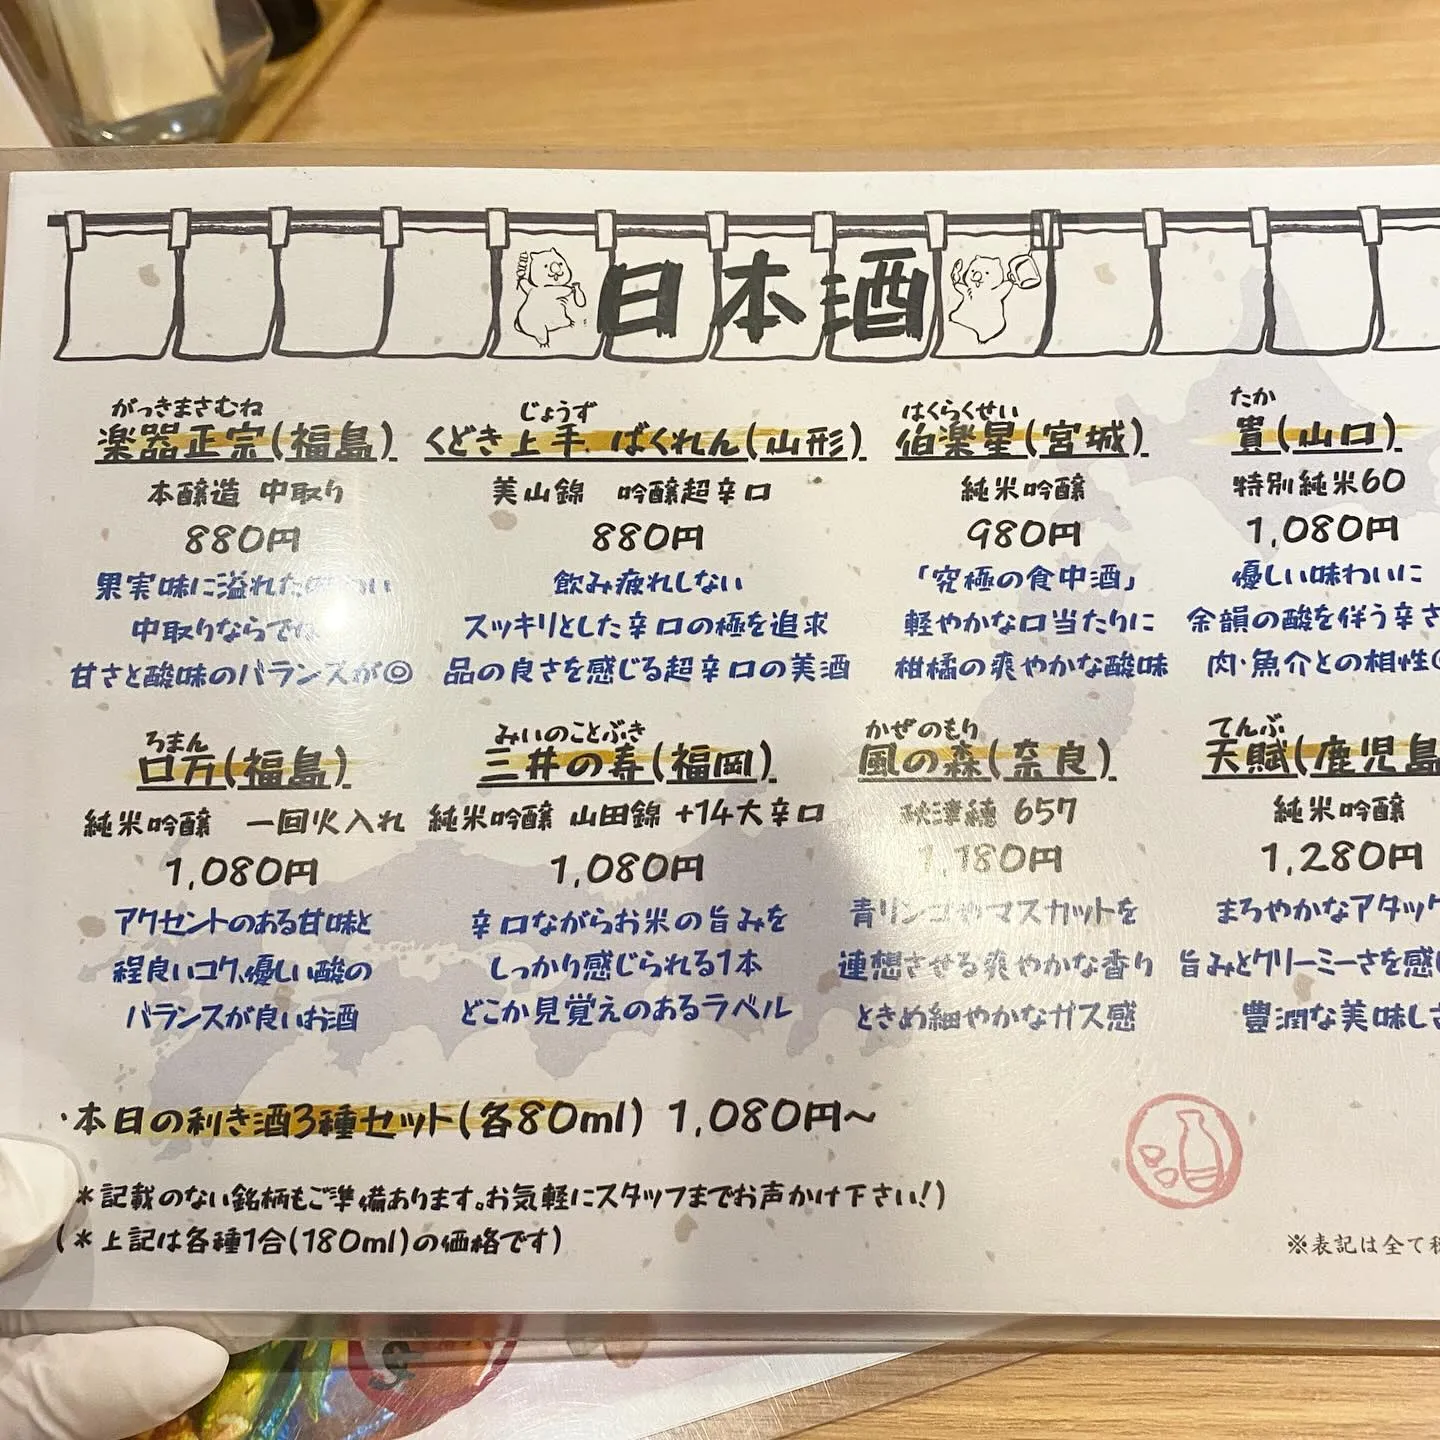 日本酒
がっきまさむね
楽器正宗(福島)
本醸造 中取り
880円
果実味に溢れた
中取りならでは
甘さと酸味のバランスが◎
じょうず
くどき上手 ばくれん(山形)
美山錦 吟醸超辛口
880円
飲み疲れしない
スッキリとした辛口の極を追求
品の良さを感じる超辛口の美酒
はくらくせい
伯楽星(宮城)
純米吟醸
980円
「究極の食中酒」
軽やかな口当たりに
柑橘の爽やかな酸味
たか
貴(山口)
特別純米60
1,080円
優しい味わいに
余韻の酸を伴う辛さ
肉・魚介との相性
ろまん
ロ万(福島)
純米吟醸 一回火入れ
1,080円
アクセントのある甘味と
程良いコク、優しい酸の
バランスが良いお酒
みいのことぶき
三井の寿(福岡)
純米吟醸 山田錦 +14大辛口
1,080円
辛口ながらお米の旨みを
しっかり感じられる1本
どこか見覚えのあるラベル
かぜのもり
風の森(奈良)
秋津穂 657
1,180円
青リンゴやマスカットを
連想させる爽やかな香り
ときめ細やかなガス感
てんぶ
天賦(鹿児島
純米吟醸
1,280円
まろやかなアタック
旨みとクリーミーさを感じ
豊潤な美味しさ
・本日の利き酒3種セット(各80ml) 1,080円〜
*記載のない銘柄もご準備あります。お気軽にスタッフまでお声かけ下さい!)
(*上記は各種1合(180ml)の価格です)
※表記は全て税